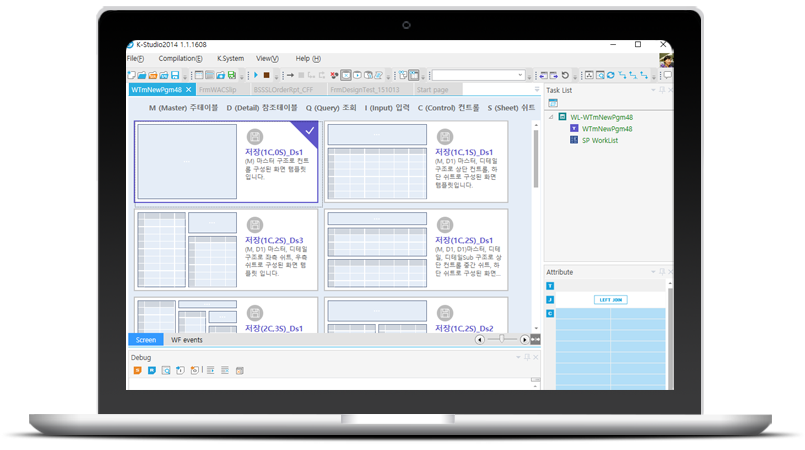 K-Studio2014 1.1.1608
File(F) Compilation(E) K.System View(V) Help (H)
WTmNewPgm48 FrmWACSlip BSSSLOrderRpt_CFF FrmDesignTest_151013 Start page
M (Master) 주테이블 D (Detail) 참조테이블 Q (Query) 조회 I (Input) 입력 C (Control) 컨트롤 S (Sheet) 쉬트
저장(1C,0S)_Ds1
(M) 마스터 구조로 컨트
롤 구성된 화면 템플릿
입니다.
저장(1C,1S)_Ds1
(M, D1) 마스터, 디테일
구조로 상단 컨트롤, 하
단 쉬트로 구성된 화면
템플릿입니다.
저장(1C,2S)_Ds3
(M, D1)마스터, 디테일
구조로 좌측 쉬트, 우측
쉬트로 구성된 화면 템
플릿 입니다.
저장(1C,2S)_Ds1
(M, D1, D1)마스터, 디테
일, 디테일Sub 구조로 상
단 컨트롤 중간 쉬트, 하
단 쉬트로 구성된 화면...
저장(2C,3S)_Ds1
저장(1C,2S)_Ds2
Screen WF events
Debug
Task List
WL-WTmNewPgm48
WTmNewPgm48
SP WorkList
Attribute
T
J LEFT JOIN
C